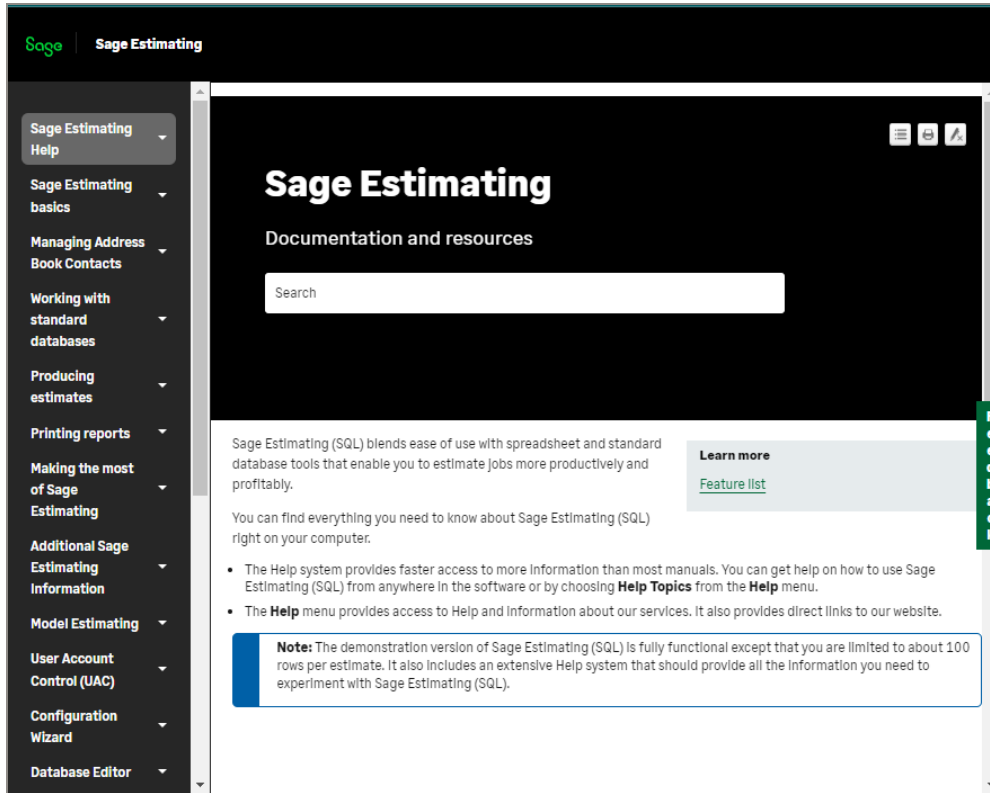 Sage
Sage Estimating
Sage Estimating
Help
Sage Estimating
basics
Managing Address
Book Contacts
Working with
standard
databases
Producing
estimates
Printing reports
Making the most
of Sage
Estimating
Additional Sage
Estimating
Information
Model Estimating
User Account
Control (UAC)
Configuration
Wizard
Database Editor
Sage Estimating
Documentation and resources
Search
Sage Estimating (SQL) blends ease of use with spreadsheet and standard
database tools that enable you to estimate jobs more productively and
profitably.
Learn more
Feature list
You can find everything you need to know about Sage Estimating (SQL)
right on your computer.
• The Help system provides faster access to more information than most manuals. You can get help on how to use Sage
Estimating (SQL) from anywhere in the software or by choosing Help Topics from the Help menu.
• The Help menu provides access to Help and information about our services. It also provides direct links to our website.
Note: The demonstration version of Sage Estimating (SQL) is fully functional except that you are limited to about 100
rows per estimate. It also includes an extensive Help system that should provide all the information you need to
experiment with Sage Estimating (SQL).